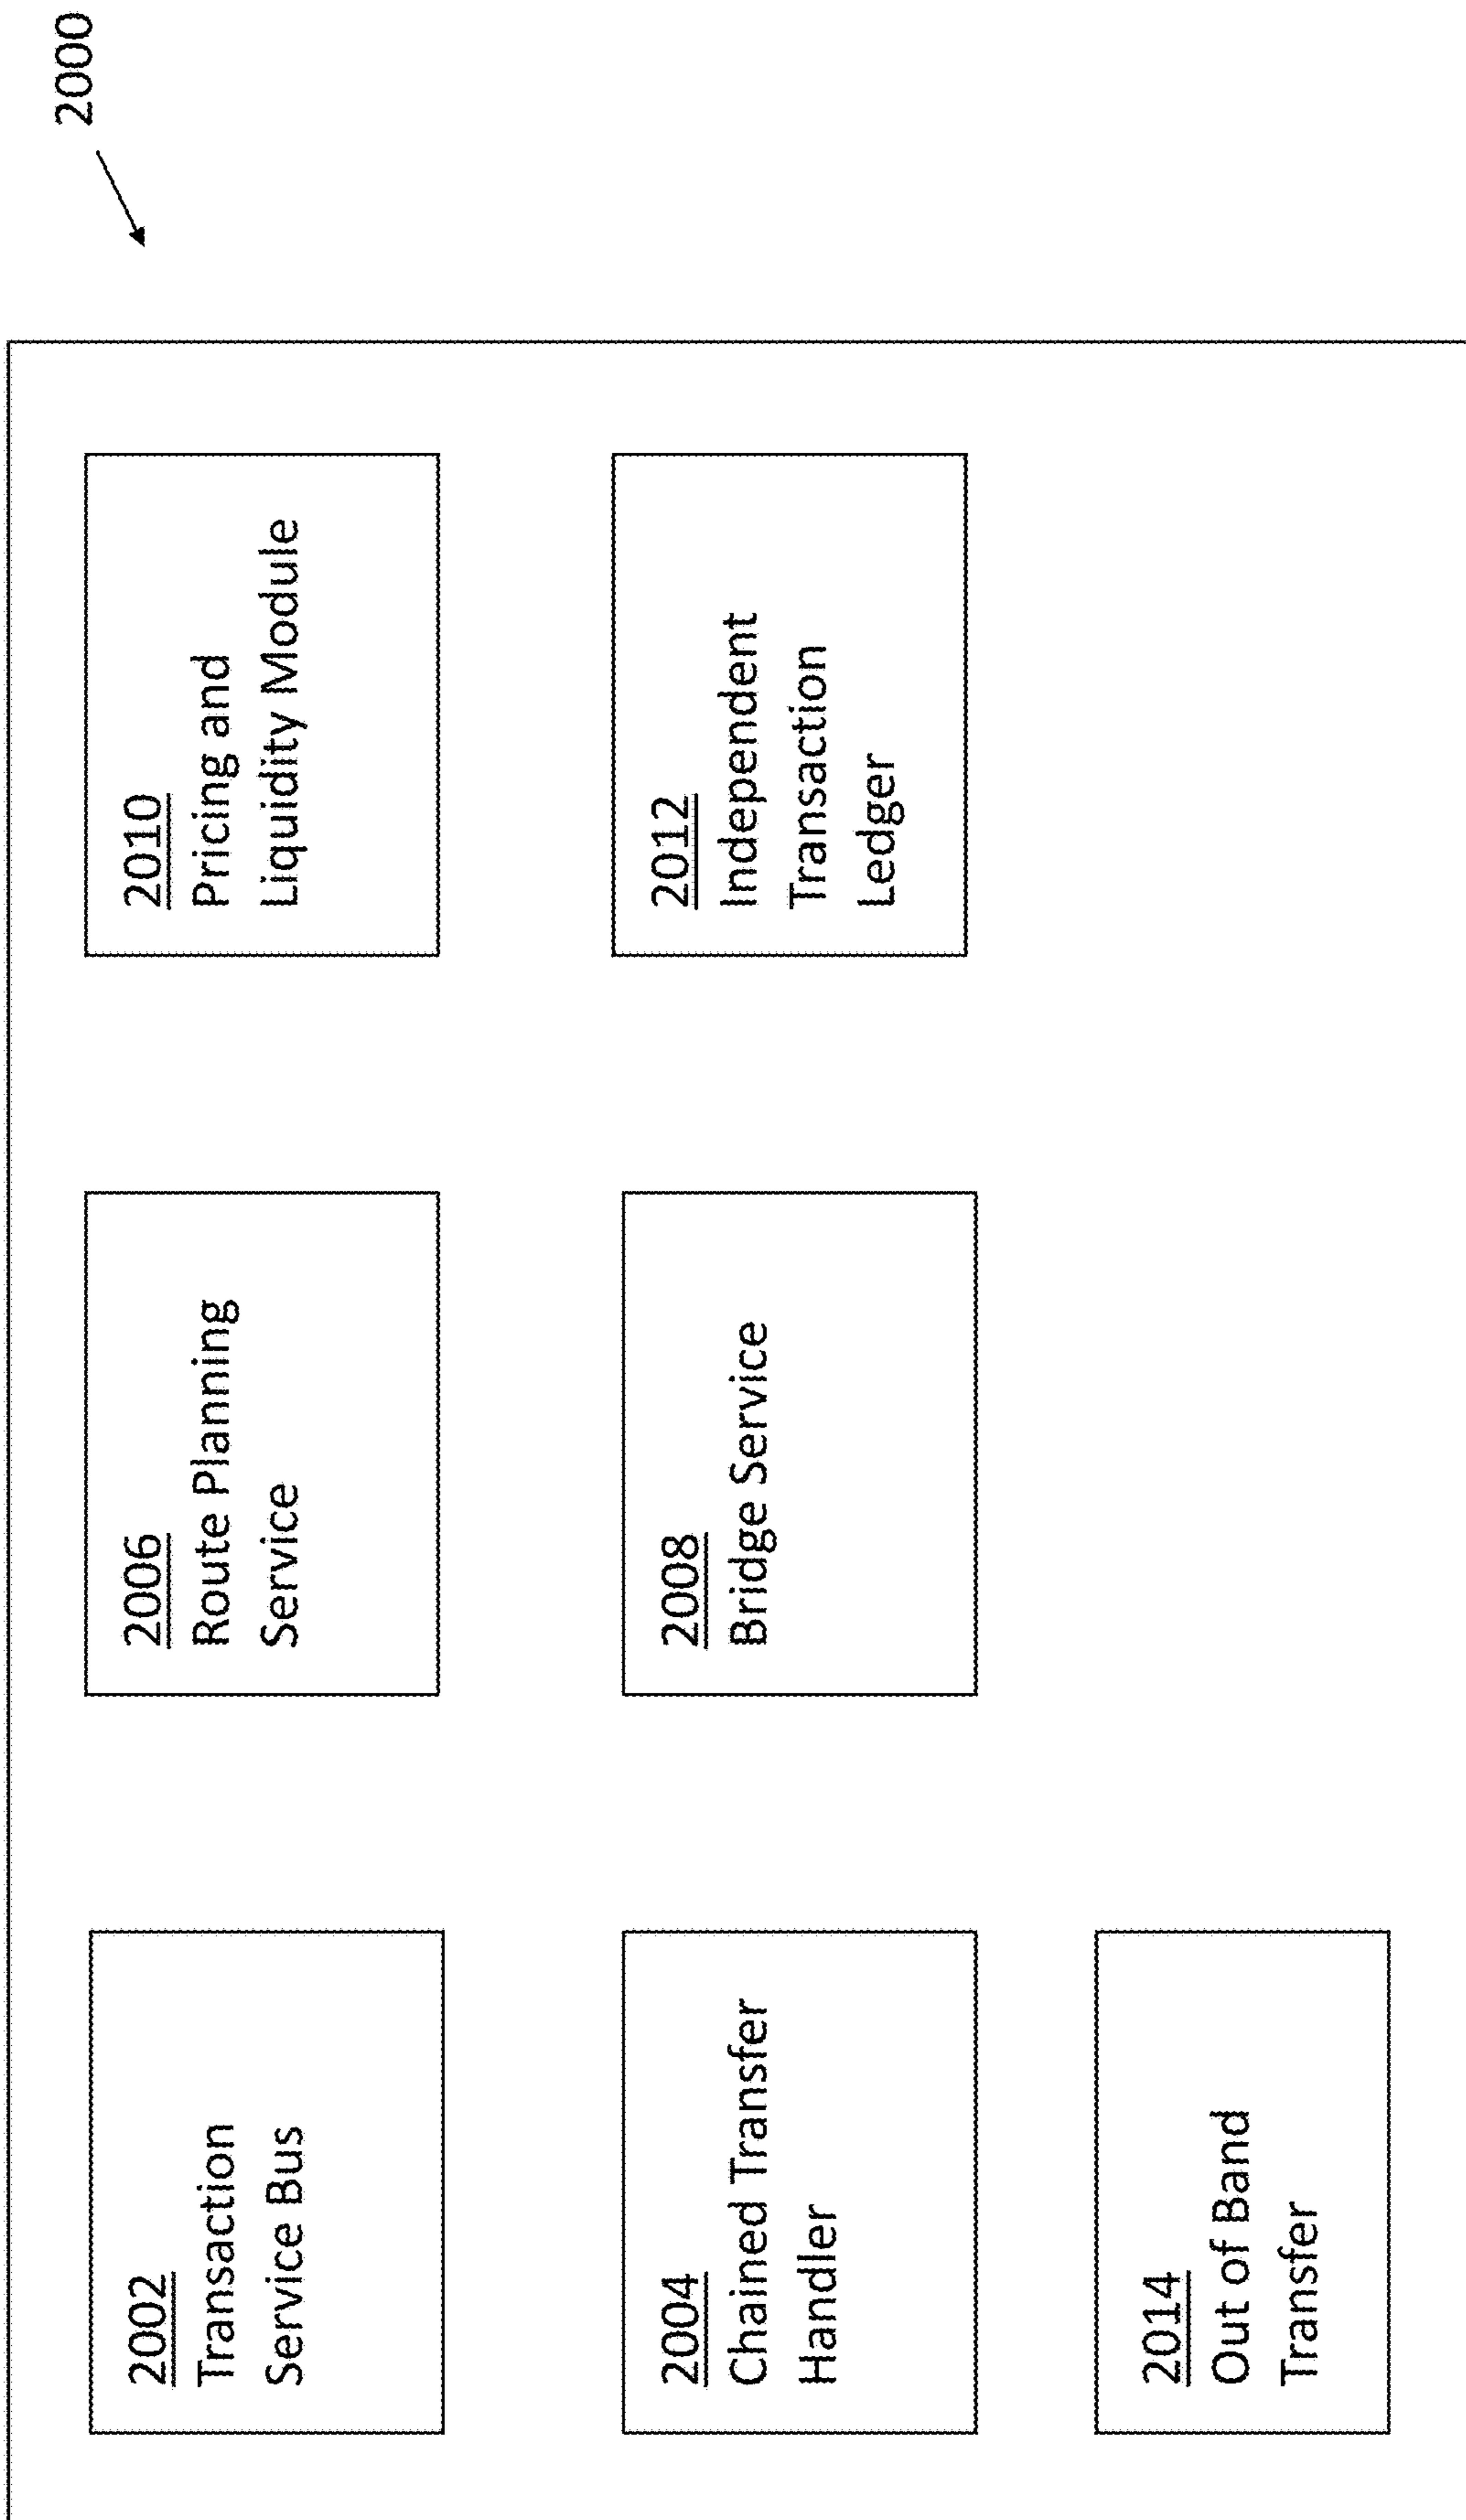 2000
2002
Transaction
Service Bus
2006
Route Planning
Service
2010
Pricing and
Liquidity Module
2004
Chained Transfer
Handler
2008
Bridge Service
2012
Independent
Transaction
Ledger
2014
Out of Band
Transfer